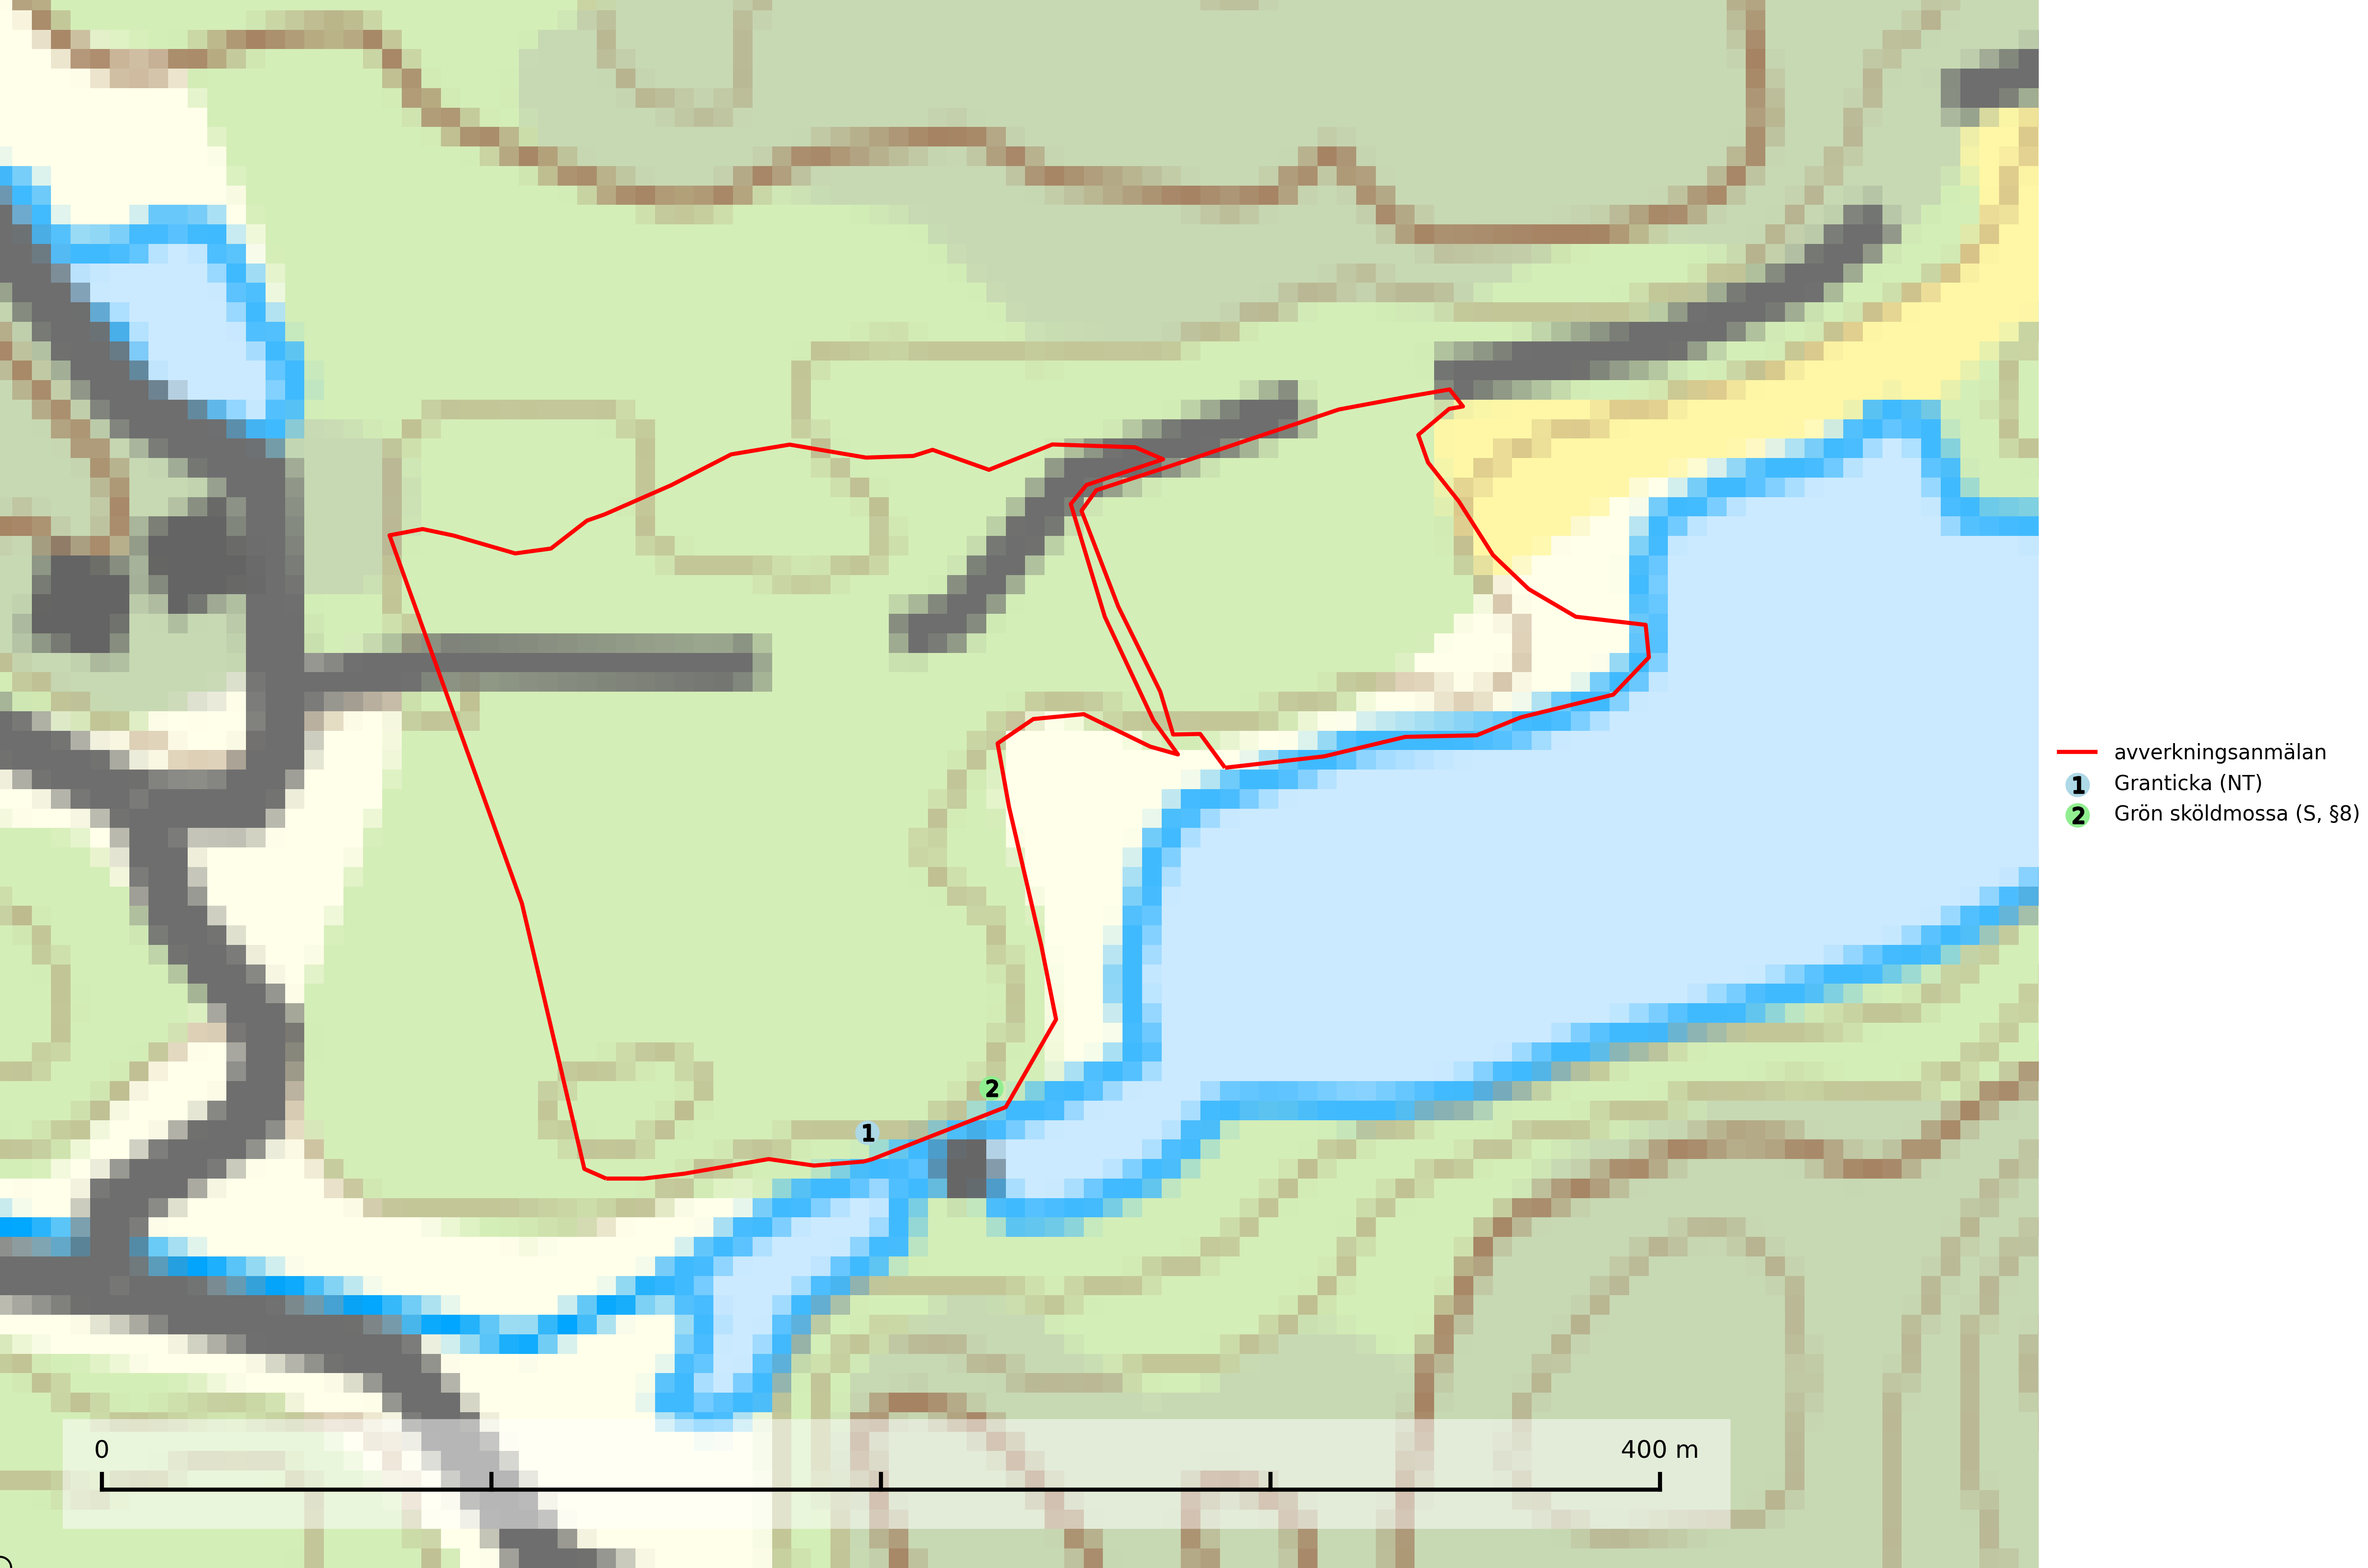 avverkningsanmälan
1 Granticka (NT)
2 Grön sköldmossa (S, §8)
2
1
0 400 m